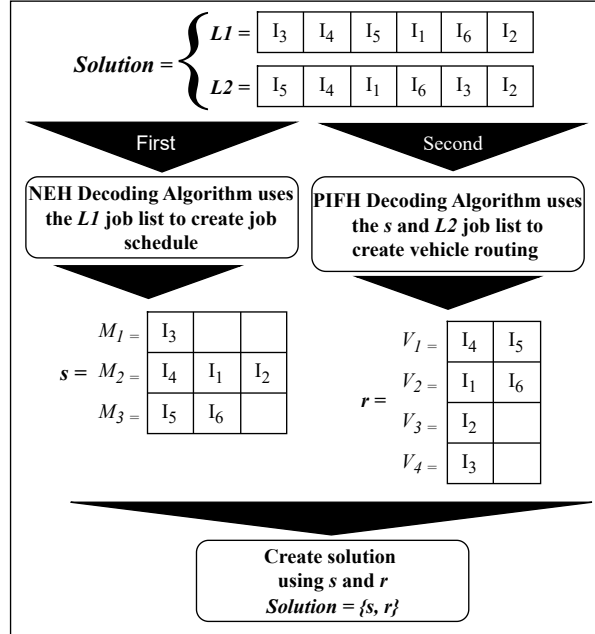 Solution = { L1 = I₃ I₄ I₅ I₁ I₆ I₂
L2 = I₅ I₄ I₁ I₆ I₃ I₂
First
Second
NEH Decoding Algorithm uses
the L1 job list to create job
schedule
PIFH Decoding Algorithm uses
the s and L2 job list to
create vehicle routing
s =
M₁ = I₃
M₂ = I₄ I₁ I₂
M₃ = I₅ I₆
r =
V₁ = I₄ I₅
V₂ = I₁ I₆
V₃ = I₂
V₄ = I₃
Create solution
using s and r
Solution = {s, r}